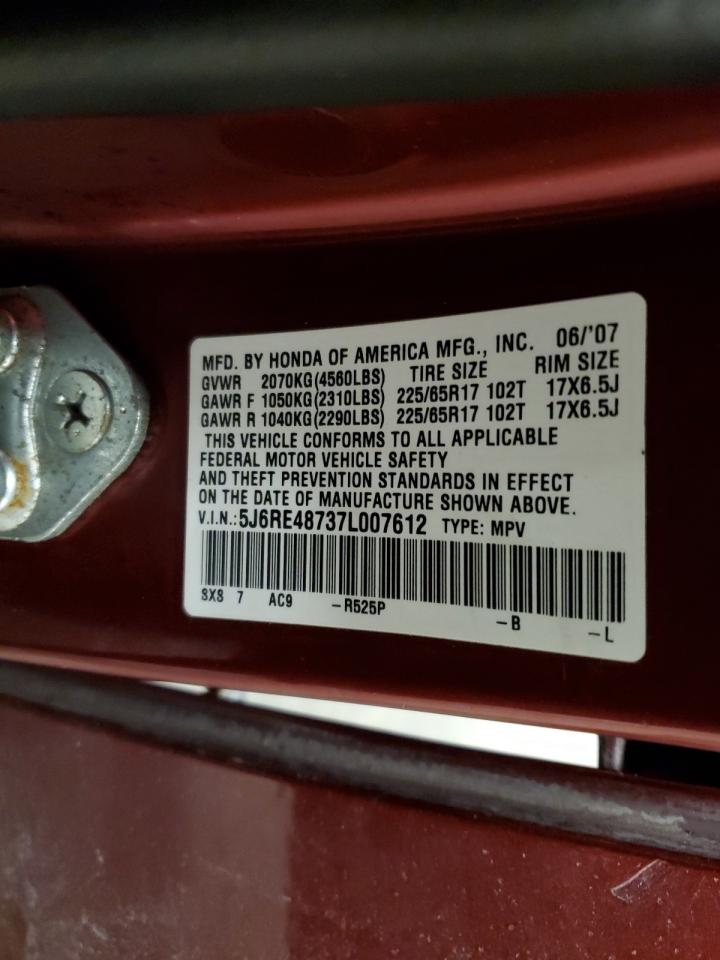 MFD. BY HONDA OF AMERICA MFG., INC. 06/'07
GVWR 2070KG(4560LBS) TIRE SIZE RIM SIZE
GAWR F 1050KG(2310LBS) 225/65R17 102T 17X6.5J
GAWR R 1040KG(2290LBS) 225/65R17 102T 17X6.5J
THIS VEHICLE CONFORMS TO ALL APPLICABLE
FEDERAL MOTOR VEHICLE SAFETY
AND THEFT PREVENTION STANDARDS IN EFFECT
ON THE DATE OF MANUFACTURE SHOWN ABOVE.
V.I.N.:5J6RE48737L007612 TYPE: MPV
SXS 7 AC9 -R525P -B -L